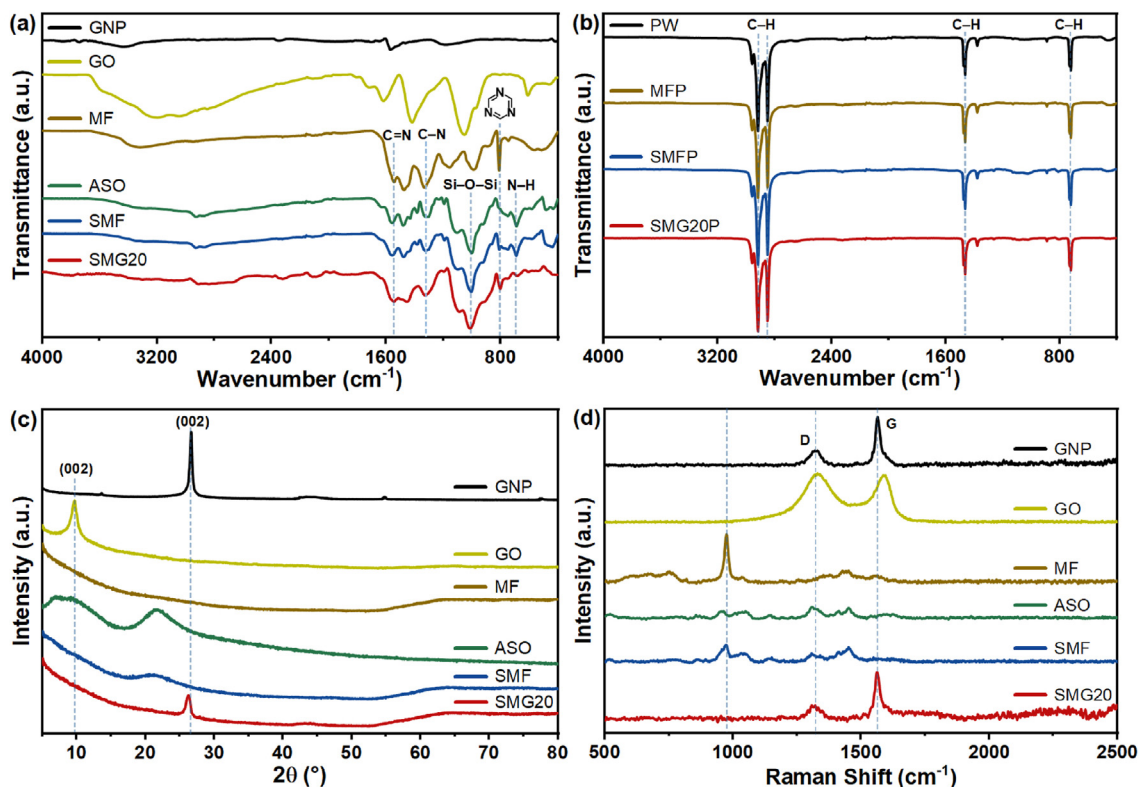 (a)
GNP
GO
MF
N
N N
C=N
C–N
ASO
Si–O–Si
N–H
SMF
SMG20
Transmittance (a.u.)
4000 3200 2400 1600 800
Wavenumber (cm⁻¹)
(b)
C–H C–H C–H
PW
MFP
SMFP
SMG20P
Transmittance (a.u.)
4000 3200 2400 1600 800
Wavenumber (cm⁻¹)
(c)
(002)
(002)
GNP
GO
MF
ASO
SMF
SMG20
Intensity (a.u.)
10 20 30 40 50 60 70 80
2θ (°)
(d)
D
G
GNP
GO
MF
ASO
SMF
SMG20
Intensity (a.u.)
500 1000 1500 2000 2500
Raman Shift (cm⁻¹)